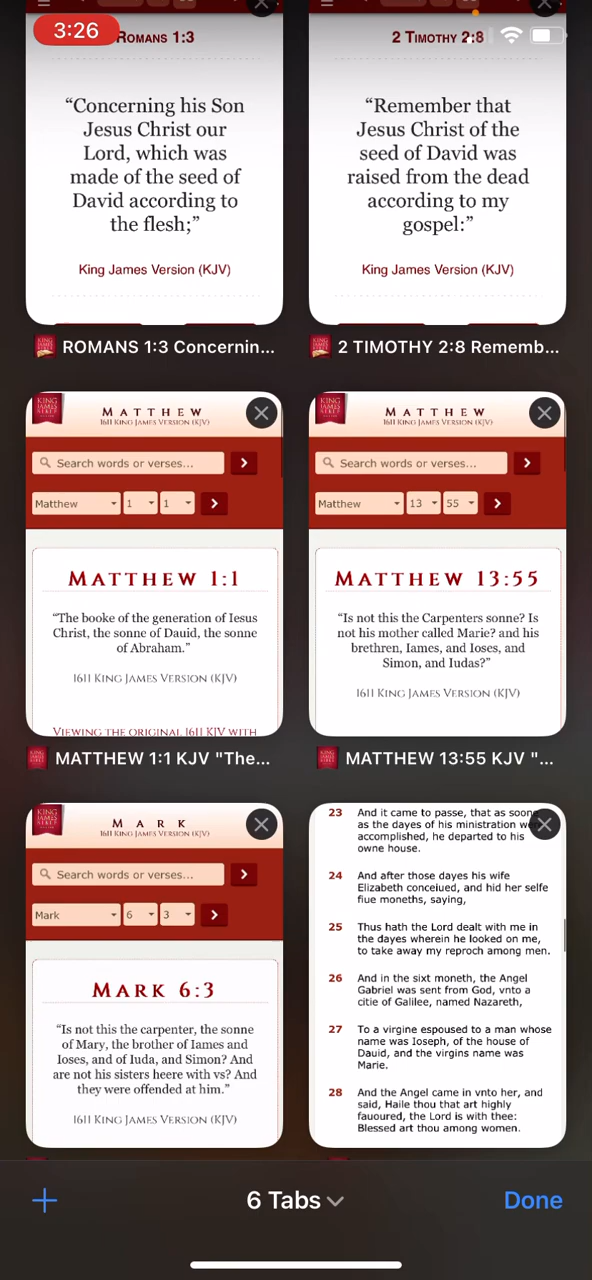 3:26
Romans 1:3
2 Timothy 2:8
“Concerning his Son
Jesus Christ our
Lord, which was
made of the seed of
David according to
the flesh;”
King James Version (KJV)
“Remember that
Jesus Christ of the
seed of David was
raised from the dead
according to my
gospel:”
King James Version (KJV)
ROMANS 1:3 Concernin...
2 TIMOTHY 2:8 Rememb...
KING
JAMES
BIBLE
MATTHEW
1611 KING JAMES VERSION (KJV)
Search words or verses...
Matthew 1 1
MATTHEW 1:1
“The booke of the generation of Iesus
Christ, the sonne of Dauid, the sonne
of Abraham.”
1611 KING JAMES VERSION (KJV)
VIEWING THE ORIGINAL 1611 KJV WITH
MATTHEW 1:1 KJV "The...
KING
JAMES
BIBLE
MATTHEW
1611 KING JAMES VERSION (KJV)
Search words or verses...
Matthew 13 55
MATTHEW 13:55
“Is not this the Carpenters sonne? Is
not his mother called Marie? and his
brethren, Iames, and Ioses, and
Simon, and Iudas?”
1611 KING JAMES VERSION (KJV)
MATTHEW 13:55 KJV "...
KING
JAMES
BIBLE
MARK
1611 KING JAMES VERSION (KJV)
Search words or verses...
Mark 6 3
MARK 6:3
“Is not this the carpenter, the sonne
of Mary, the brother of Iames and
Ioses, and of Iuda, and Simon? And
are not his sisters heere with vs? And
they were offended at him.”
1611 KING JAMES VERSION (KJV)
23 And it came to passe, that as soone
as the dayes of his ministration were
accomplished, he departed to his
owne house.
24 And after those dayes his wife
Elizabeth conceiued, and hid her selfe
fiue moneths, saying,
25 Thus hath the Lord dealt with me in
the dayes wherein he looked on me,
to take away my reproch among men.
26 And in the sixt moneth, the Angel
Gabriel was sent from God, vnto a
citie of Galilee, named Nazareth,
27 To a virgine espoused to a man whose
name was Ioseph, of the house of
Dauid, and the virgins name was
Marie.
28 And the Angel came in vnto her, and
said, Haile thou that art highly
fauoured, the Lord is with thee:
Blessed art thou among women.
6 Tabs
Done